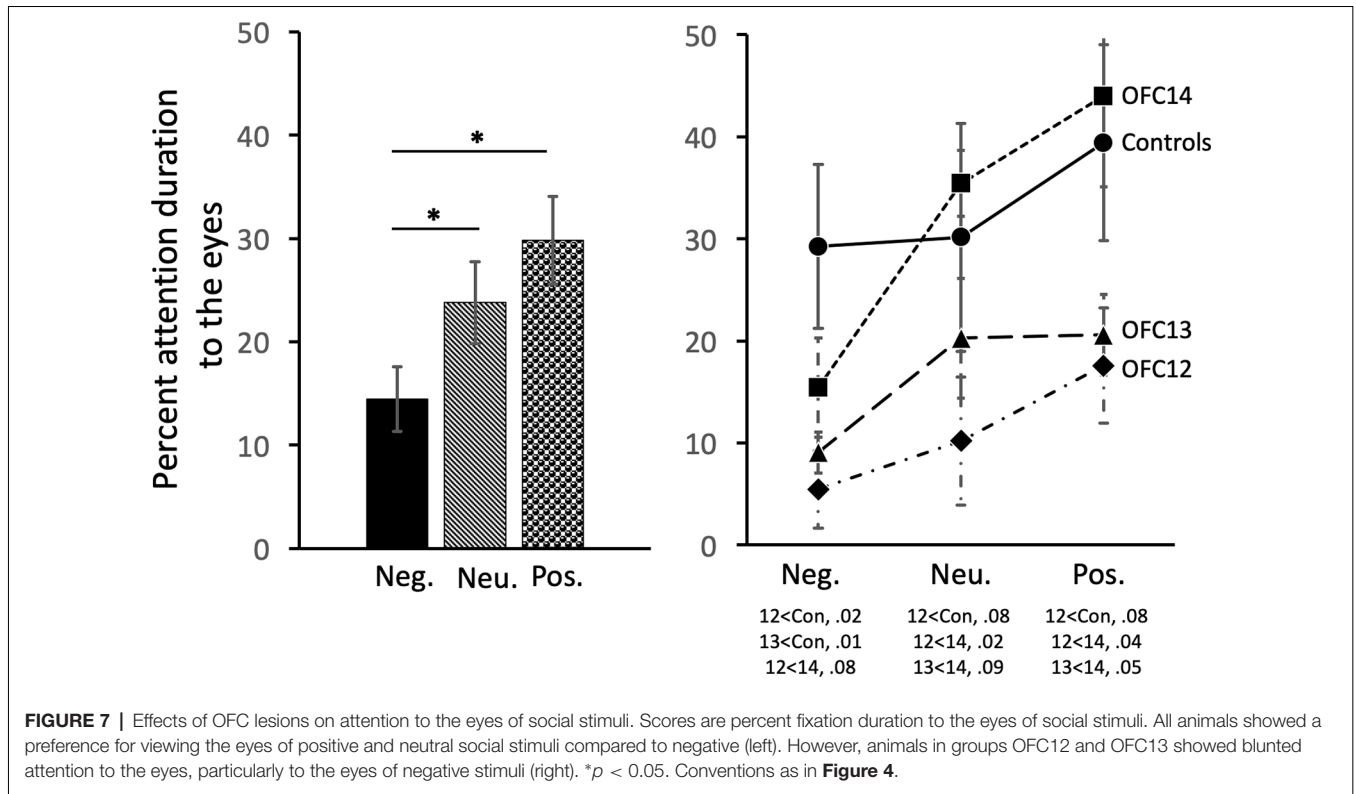 Percent attention duration
to the eyes
50
40
30
20
10
0
*
*
Neg.
Neu.
Pos.
50
40
30
20
10
0
OFC14
Controls
OFC13
OFC12
Neg.
Neu.
Pos.
12<Con, .02
13<Con, .01
12<14, .08
12<Con, .08
12<14, .02
13<14, .09
12<Con, .08
12<14, .04
13<14, .05
FIGURE 7 | Effects of OFC lesions on attention to the eyes of social stimuli. Scores are percent fixation duration to the eyes of social stimuli. All animals showed a
preference for viewing the eyes of positive and neutral social stimuli compared to negative (left). However, animals in groups OFC12 and OFC13 showed blunted
attention to the eyes, particularly to the eyes of negative stimuli (right). *p < 0.05. Conventions as in Figure 4.